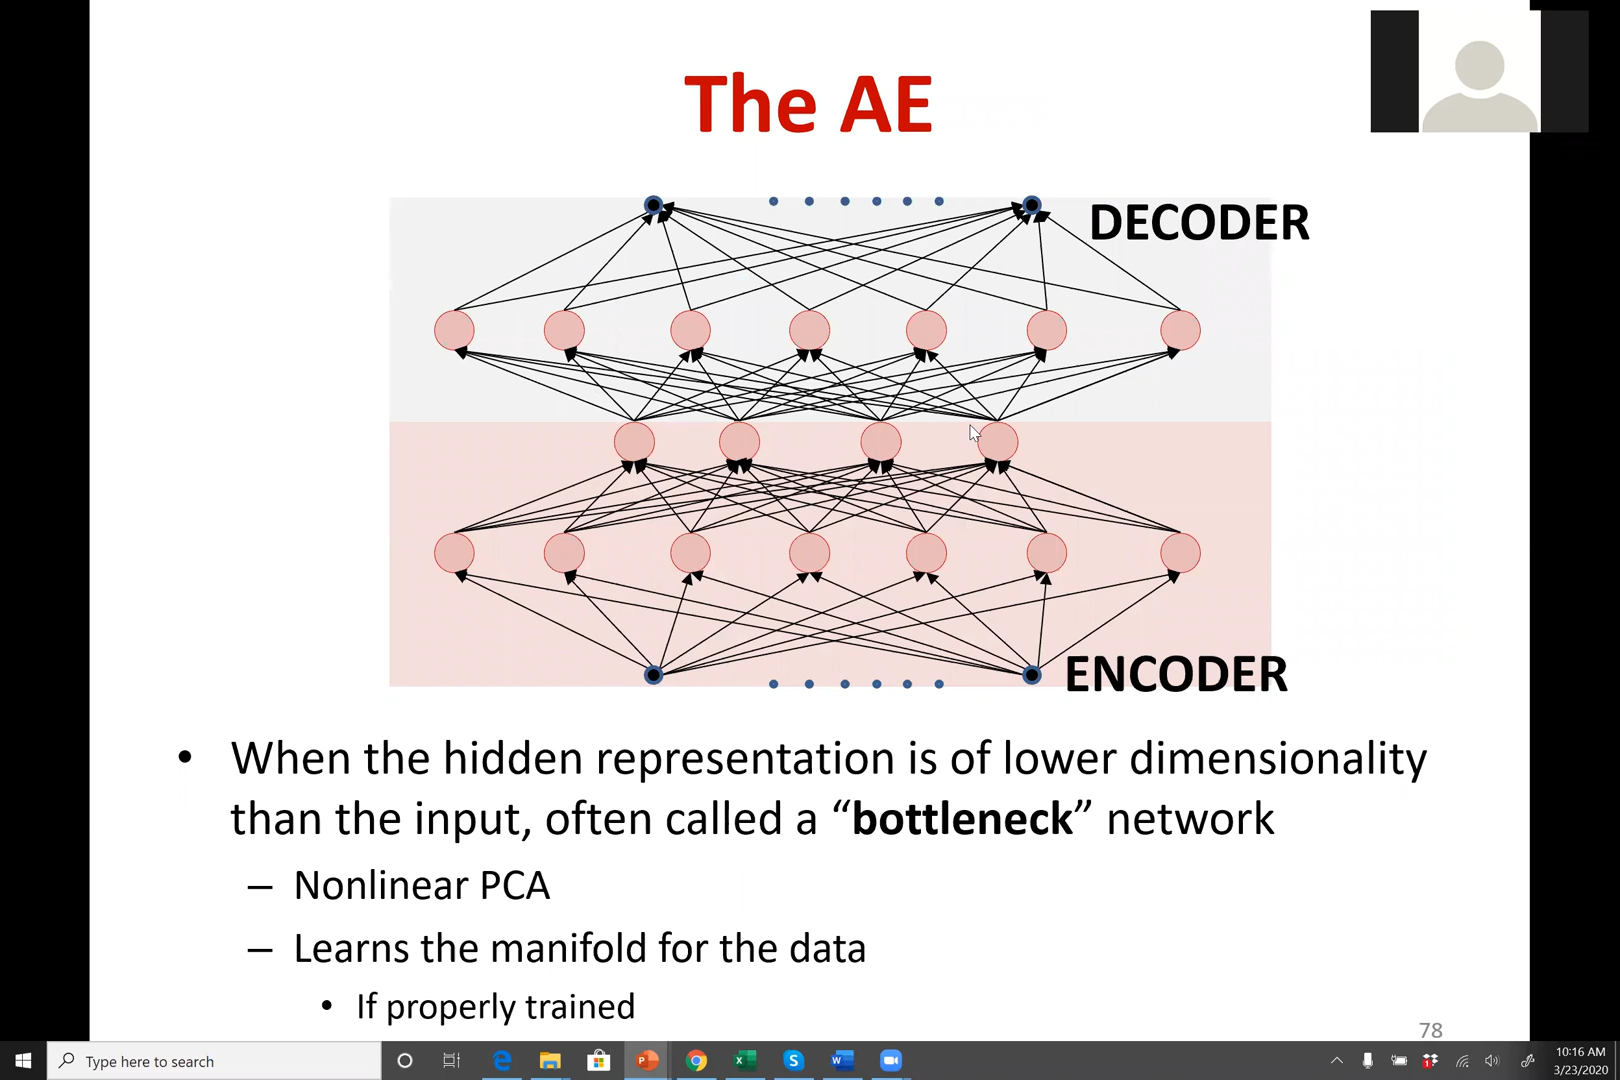 The AE
DECODER
ENCODER
• When the hidden representation is of lower dimensionality
than the input, often called a “bottleneck” network
– Nonlinear PCA
– Learns the manifold for the data
• If properly trained
78
Type here to search
10:16 AM
3/23/2020